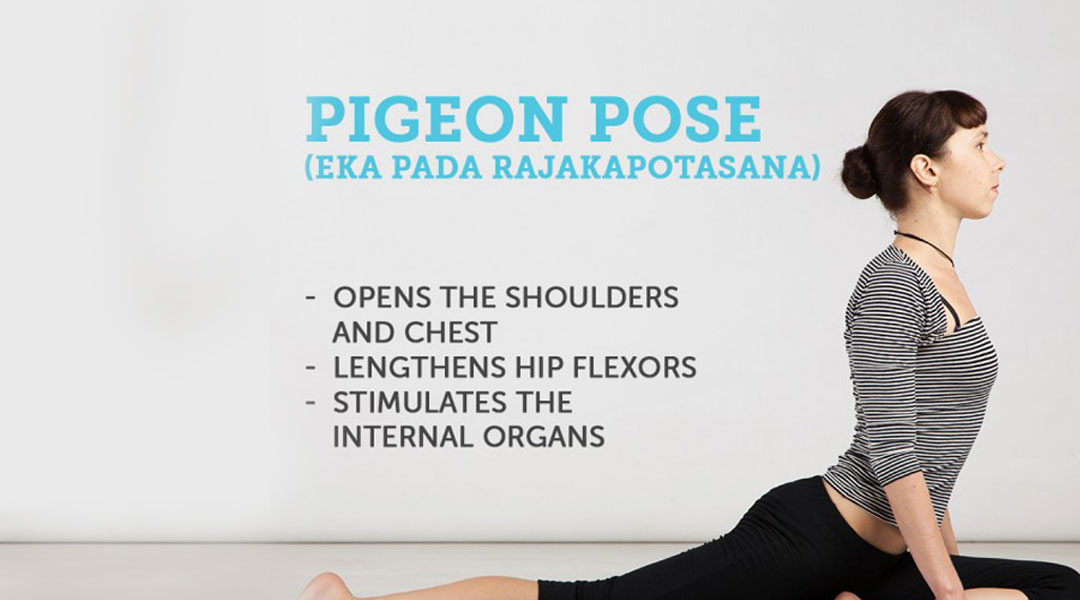 PIGEON POSE
(EKA PADA RAJAKAPOTASANA)
- OPENS THE SHOULDERS
AND CHEST
- LENGTHENS HIP FLEXORS
- STIMULATES THE
INTERNAL ORGANS